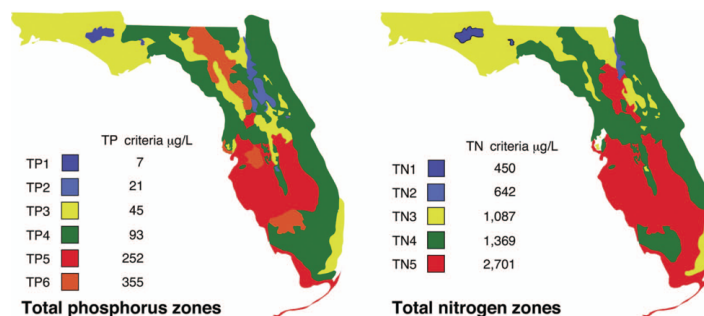 TP criteria µg/L
TP1 7
TP2 21
TP3 45
TP4 93
TP5 252
TP6 355
Total phosphorus zones
TN criteria µg/L
TN1 450
TN2 642
TN3 1,087
TN4 1,369
TN5 2,701
Total nitrogen zones